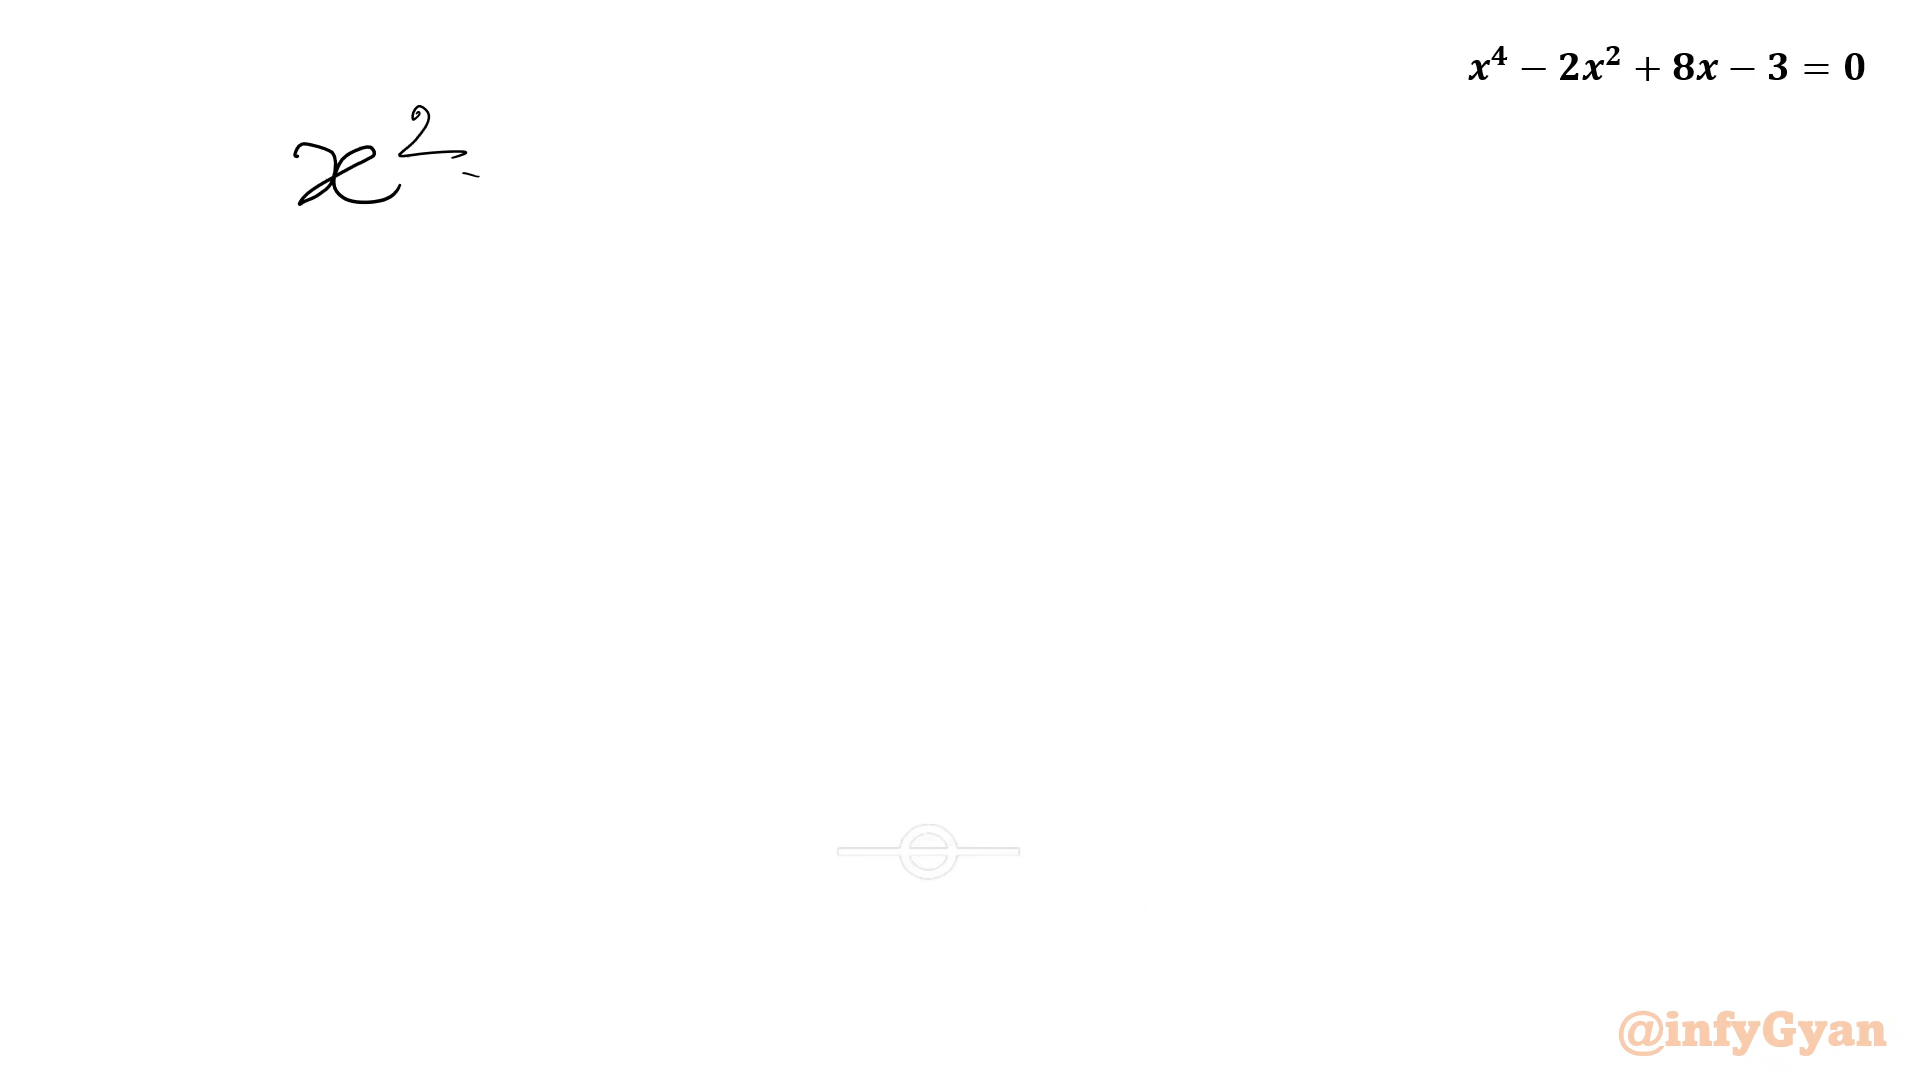 x⁴ − 2x² + 8x − 3 = 0
x² -
@infyGyan